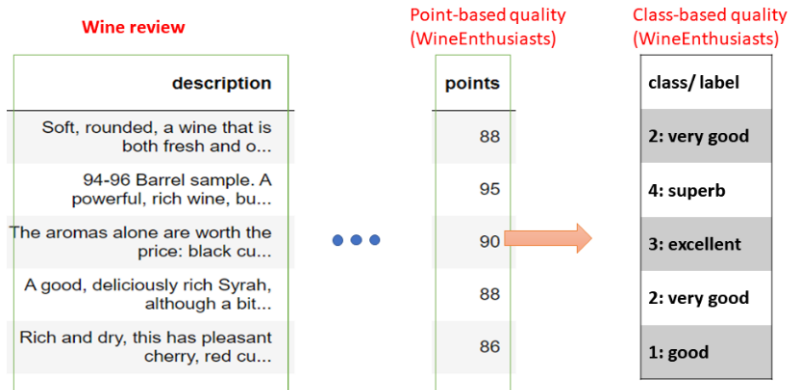 Wine review
Point-based quality
(WineEnthusiasts)
Class-based quality
(WineEnthusiasts)
description
points
class/ label
Soft, rounded, a wine that is
both fresh and o...
88
2: very good
94-96 Barrel sample. A
powerful, rich wine, bu...
95
4: superb
The aromas alone are worth the
price: black cu...
90
3: excellent
A good, deliciously rich Syrah,
although a bit...
88
2: very good
Rich and dry, this has pleasant
cherry, red cu...
86
1: good